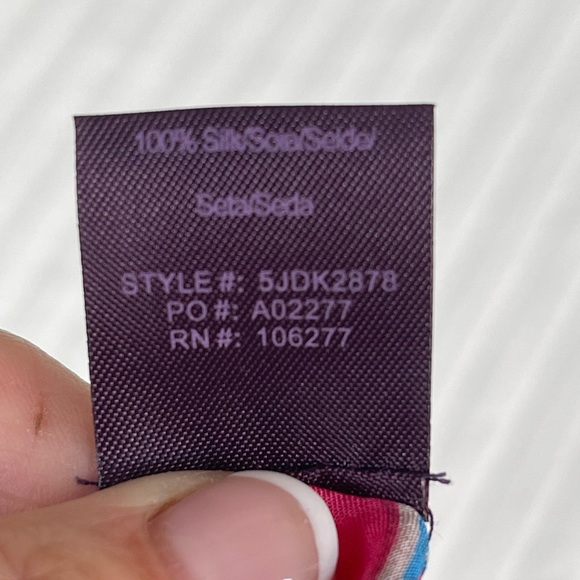 100% Silk/Soie/Seide/
Seta/Seda
STYLE #: 5JDK2878
PO #: A02277
RN #: 106277